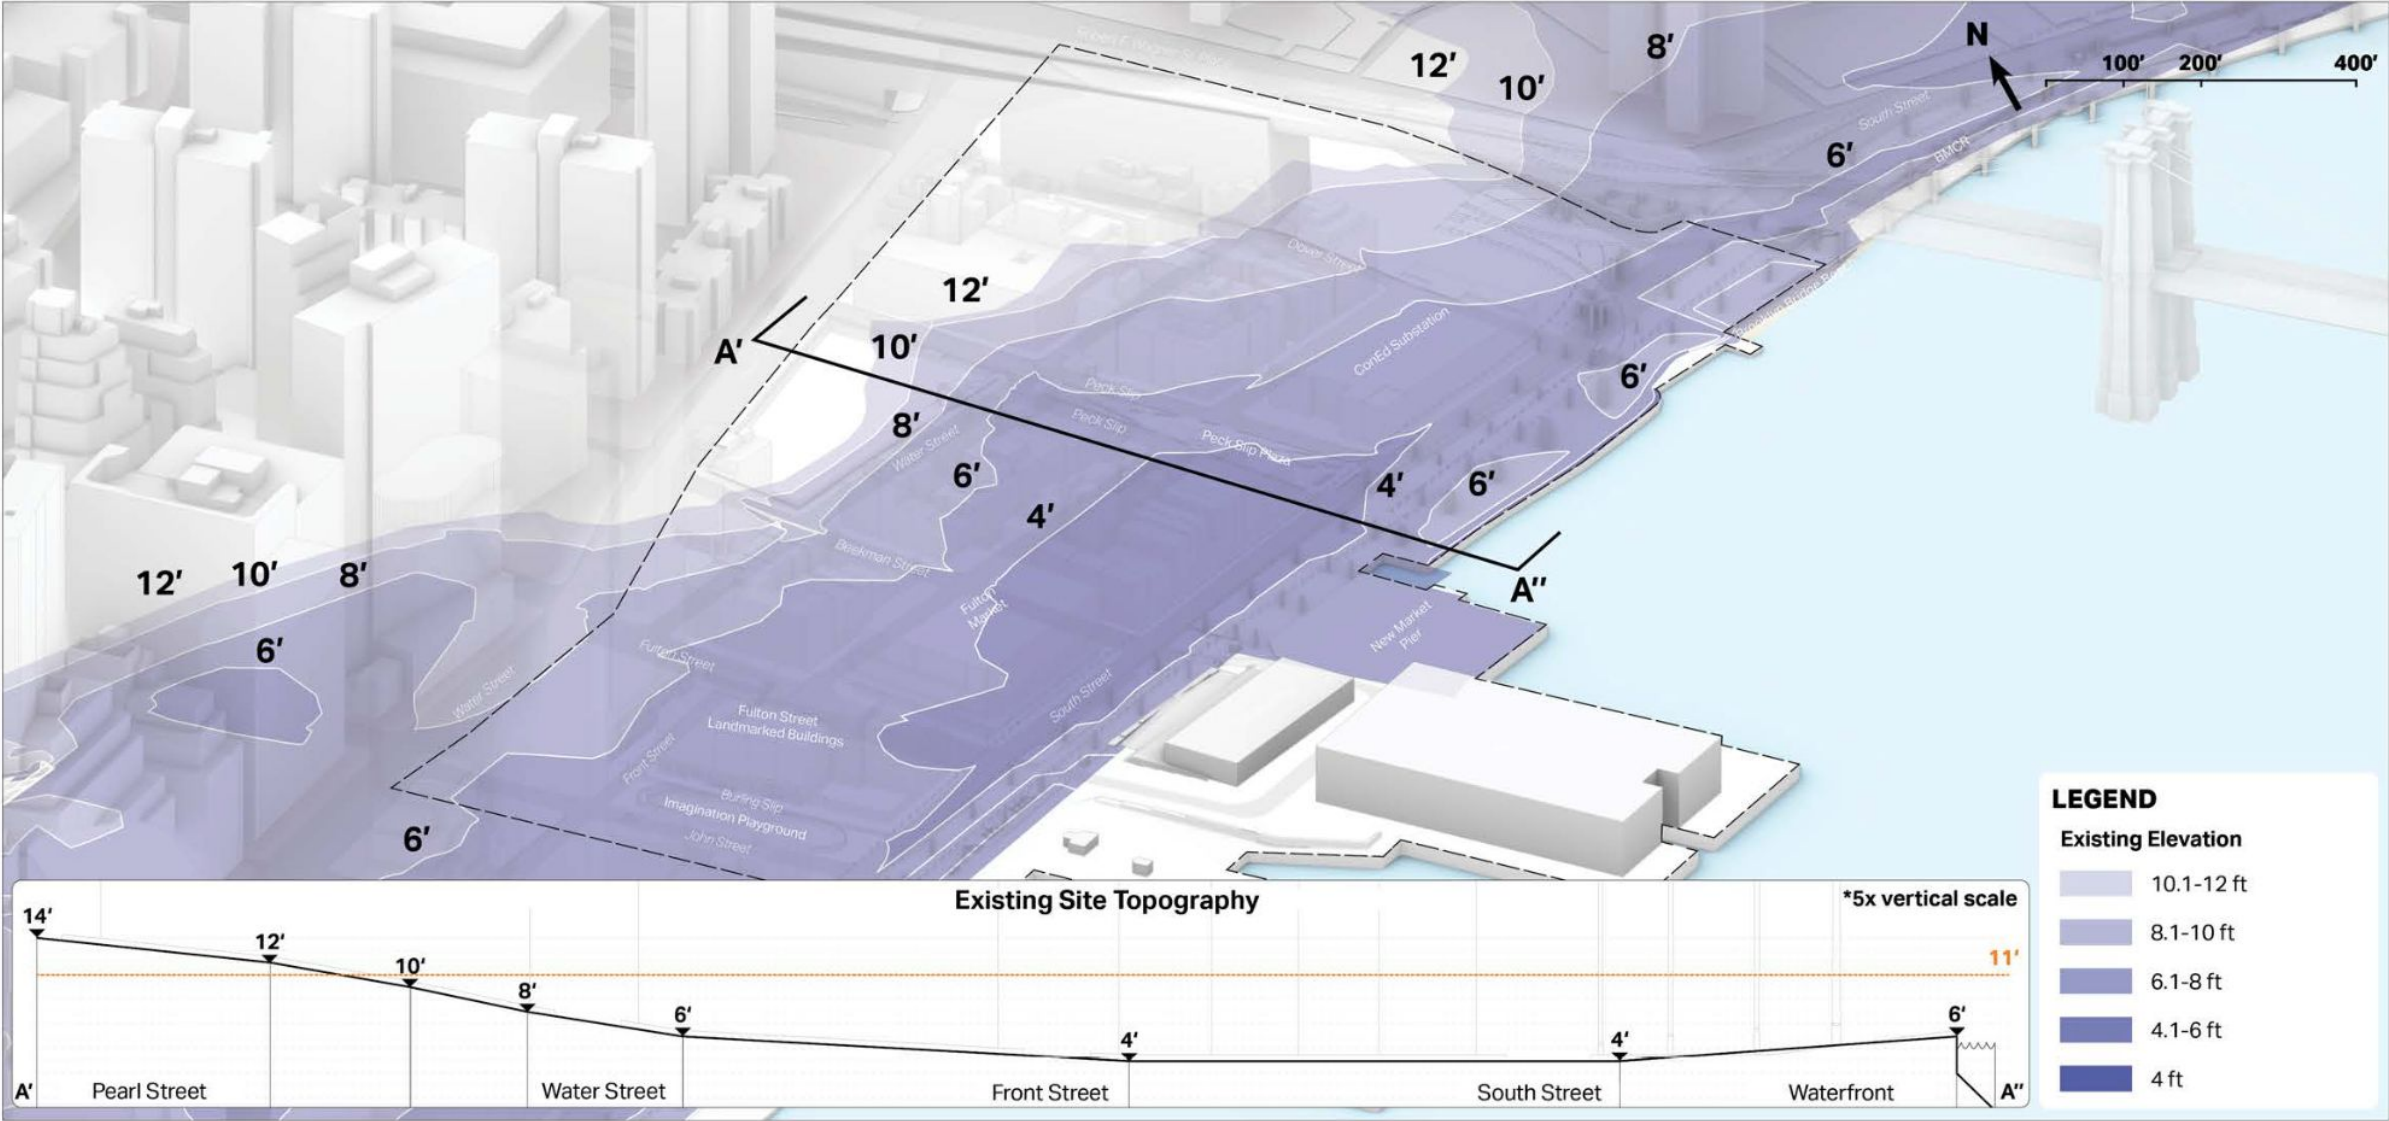 Robert F. Wagner Sr. Place
N
12'
10'
8'
100'
200'
400'
South Street
6'
BMCR
Dover Street
12'
A'
10'
ConEd Substation
6'
Peck Slip
8'
Water Street
Peck Slip
Peck Slip Plaza
6'
4'
6'
4'
Beekman Street
A"
12'
10'
8'
Fulton
Market
New Market
Pier
6'
Fulton Street
Water Street
South Street
Fulton Street
Landmarked Buildings
Front Street
Burling Slip
Imagination Playground
John Street
6'
LEGEND
Existing Elevation
10.1-12 ft
8.1-10 ft
6.1-8 ft
4.1-6 ft
4 ft
Existing Site Topography
*5x vertical scale
14'
12'
10'
8'
6'
4'
4'
6'
11'
A'
Pearl Street
Water Street
Front Street
South Street
Waterfront
A"